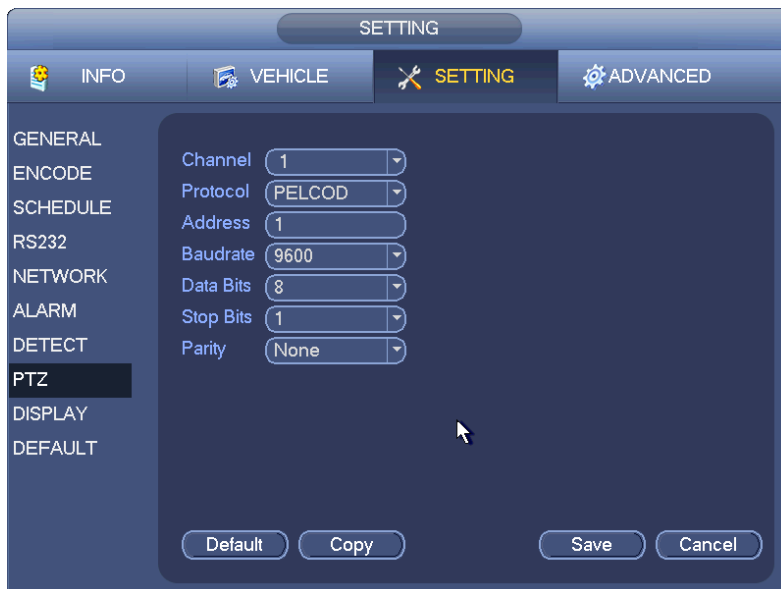 SETTING
INFO VEHICLE SETTING ADVANCED
GENERAL
ENCODE
SCHEDULE
RS232
NETWORK
ALARM
DETECT
PTZ
DISPLAY
DEFAULT
Channel 1
Protocol PELCOD
Address 1
Baudrate 9600
Data Bits 8
Stop Bits 1
Parity None
Default Copy Save Cancel